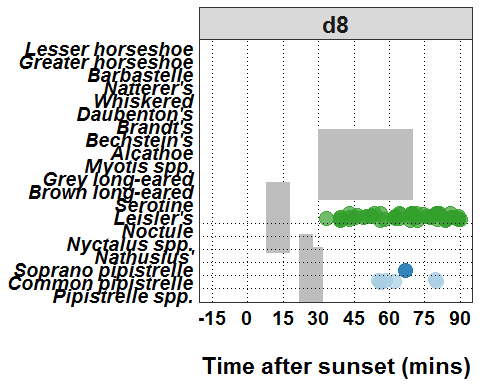 d8
Lesser horseshoe
Greater horseshoe
Barbastelle
Natterer's
Whiskered
Daubenton's
Brandt's
Bechstein's
Alcathoe
Myotis spp.
Grey long-eared
Brown long-eared
Serotine
Leisler's
Noctule
Nyctalus spp.
Nathusius'
Soprano pipistrelle
Common pipistrelle
Pipistrelle spp.
-15 0 15 30 45 60 75 90
Time after sunset (mins)